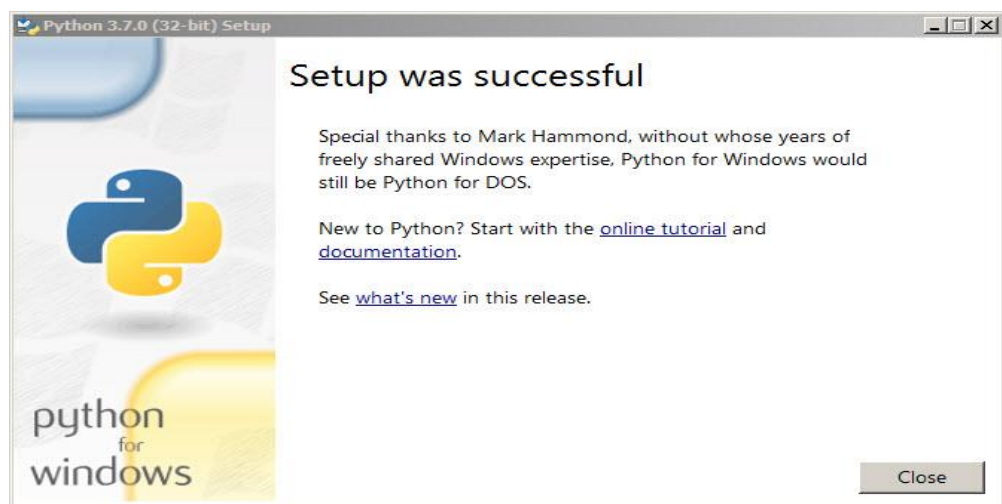 Python 3.7.0 (32-bit) Setup
Setup was successful
Special thanks to Mark Hammond, without whose years of
freely shared Windows expertise, Python for Windows would
still be Python for DOS.
New to Python? Start with the online tutorial and
documentation.
See what's new in this release.
python
for
windows
Close